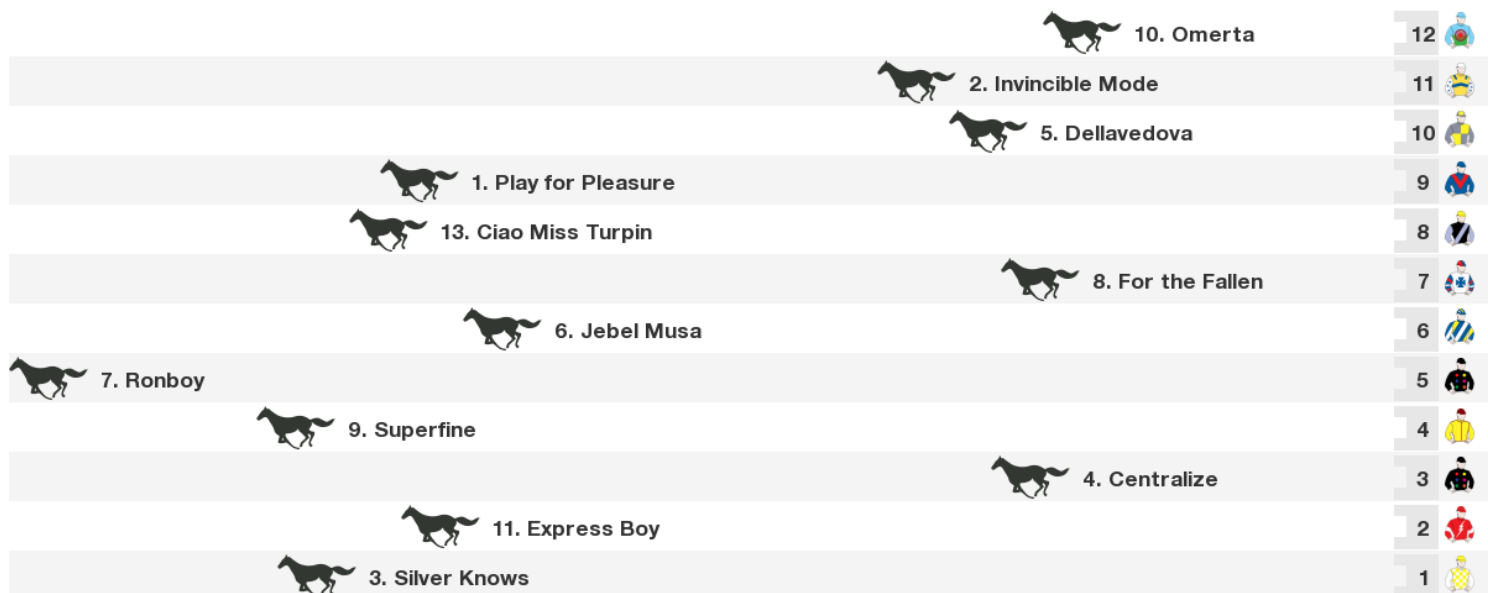 10. Omerta 12
2. Invincible Mode 11
5. Dellavedova 10
1. Play for Pleasure 9
13. Ciao Miss Turpin 8
8. For the Fallen 7
6. Jebel Musa 6
7. Ronboy 5
9. Superfine 4
4. Centralize 3
11. Express Boy 2
3. Silver Knows 1